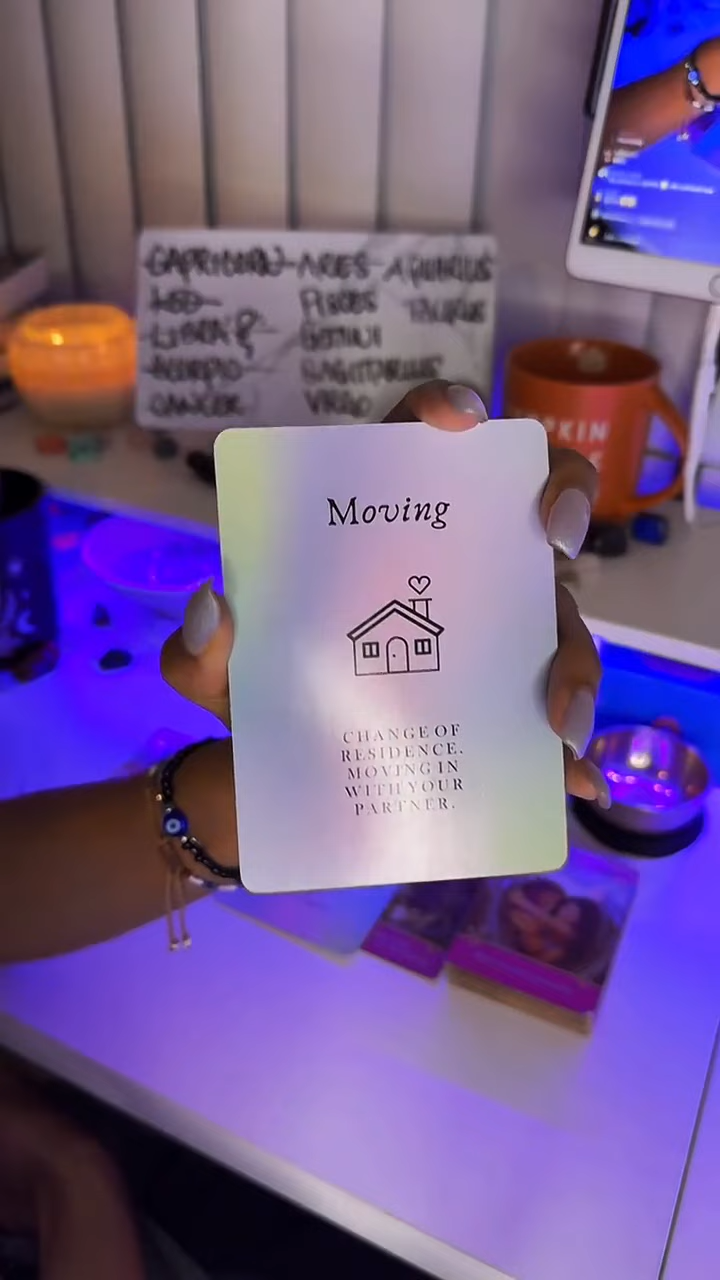 CAPRICORN ARIES AQUARIUS
LEO PISCES TAURUS
LIBRA GEMINI
SCORPIO
CANCER VIRGO
PKIN
Moving
CHANGE OF
RESIDENCE.
MOVING IN
WITH YOUR
PARTNER.